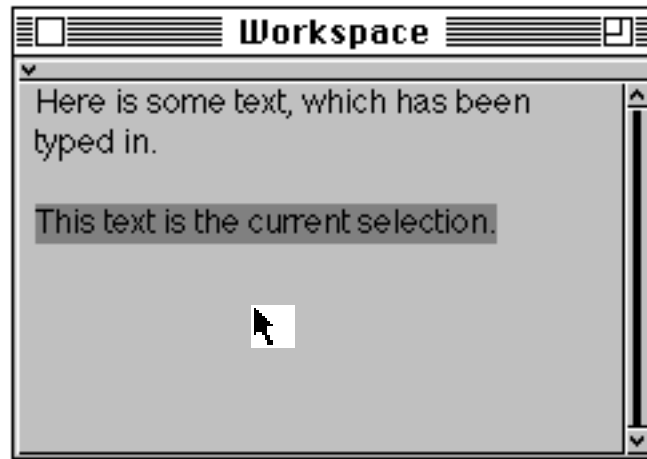 Workspace
Here is some text, which has been
typed in.
This text is the current selection.